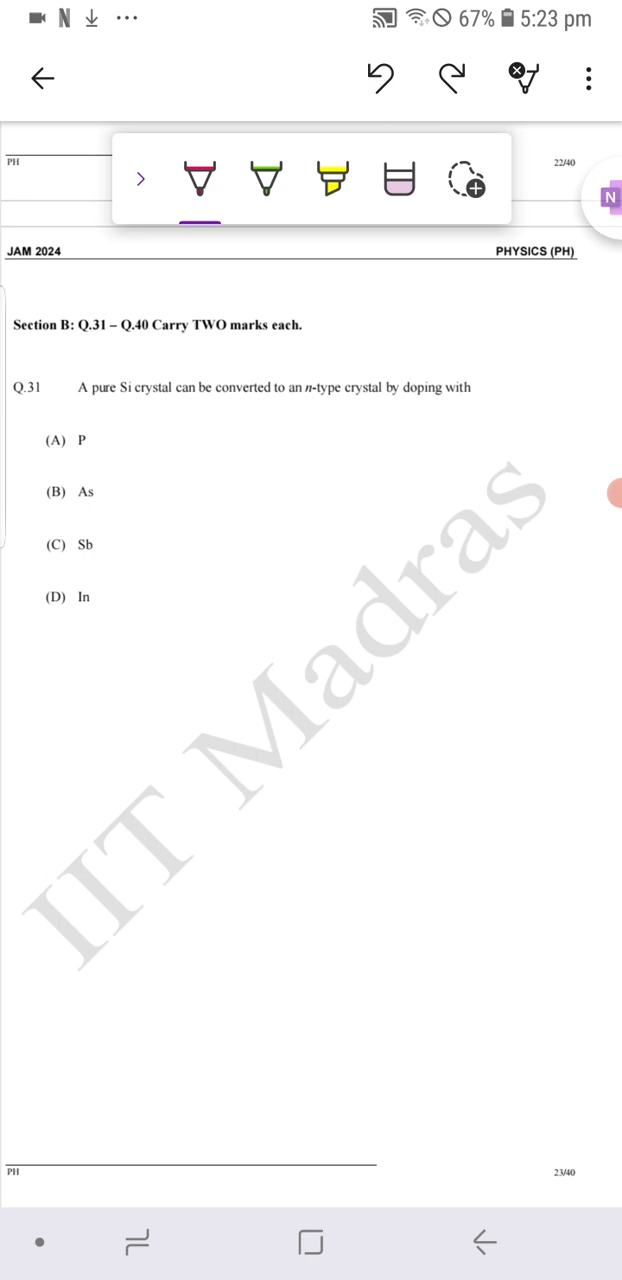 N ... 67% 5:23 pm
PH 22/40
N
JAM 2024 PHYSICS (PH)
Section B: Q.31 – Q.40 Carry TWO marks each.
Q.31 A pure Si crystal can be converted to an n-type crystal by doping with
(A) P
(B) As
(C) Sb
(D) In
IIT Madras
PH 23/40